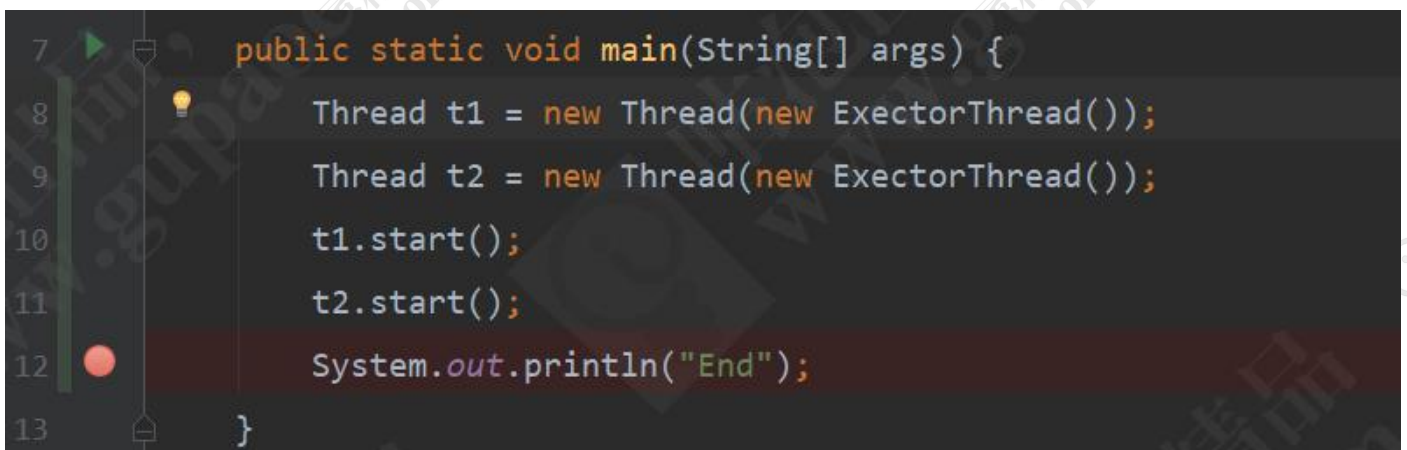 7 public static void main(String[] args) {
8 Thread t1 = new Thread(new ExectorThread());
9 Thread t2 = new Thread(new ExectorThread());
10 t1.start();
11 t2.start();
12 System.out.println("End");
13 }